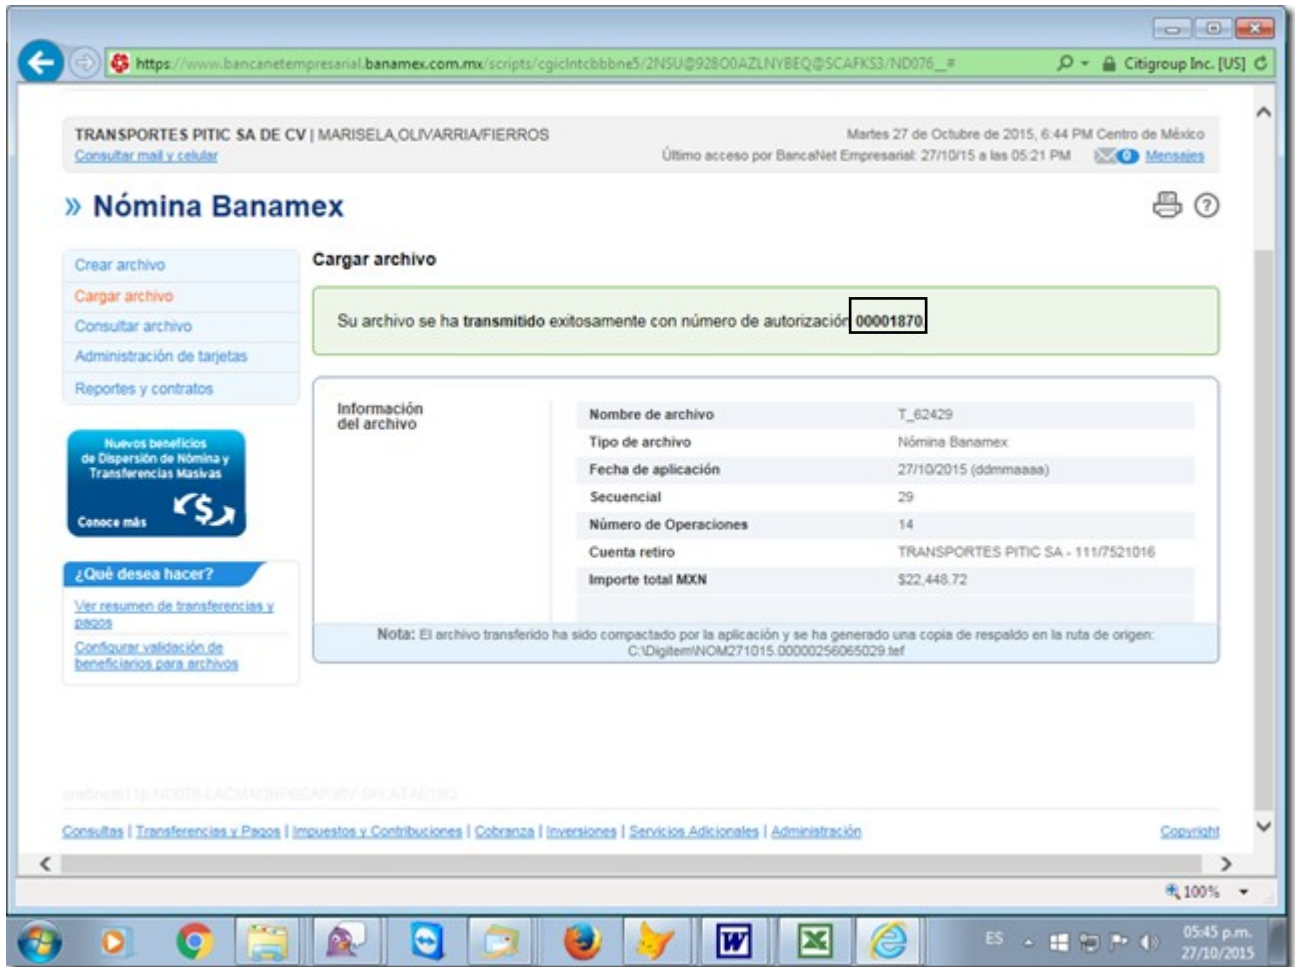 https://www.bancanetempresarial.banamex.com.mx/scripts/cgiclntcbbbne5/2NSU@928O0AZLNYBEQ@SCAFKS3/ND076__# Citigroup Inc. [US]
TRANSPORTES PITIC SA DE CV | MARISELA,OLIVARRIA/FIERROS
Martes 27 de Octubre de 2015, 6:44 PM Centro de México
Consultar mail y celular
Último acceso por BancaNet Empresarial: 27/10/15 a las 05:21 PM 0 Mensajes
» Nómina Banamex
?
Crear archivo
Cargar archivo
Consultar archivo
Administración de tarjetas
Reportes y contratos
Nuevos beneficios
de Dispersión de Nómina y
Transferencias Masivas
$
Conoce más
¿Qué desea hacer?
Ver resumen de transferencias y
pagos
Configurar validación de
beneficiarios para archivos
Cargar archivo
Su archivo se ha transmitido exitosamente con número de autorización 00001870
Información
del archivo
Nombre de archivo T_62429
Tipo de archivo Nómina Banamex
Fecha de aplicación 27/10/2015 (ddmmaaaa)
Secuencial 29
Número de Operaciones 14
Cuenta retiro TRANSPORTES PITIC SA - 111/7521016
Importe total MXN $22,448.72
Nota: El archivo transferido ha sido compactado por la aplicación y se ha generado una copia de respaldo en la ruta de origen:
C:\Digitem\NOM271015.00000256065029.tef
Consultas | Transferencias y Pagos | Impuestos y Contribuciones | Cobranza | Inversiones | Servicios Adicionales | Administración
Copyright
100%
W
X
ES
05:45 p.m.
27/10/2015